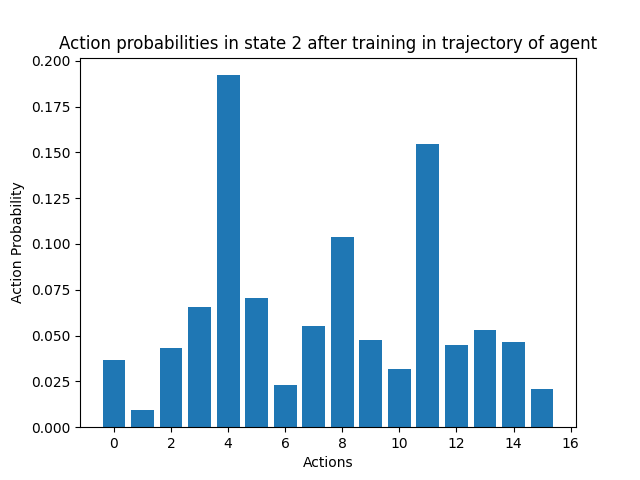 Action probabilities in state 2 after training in trajectory of agent
0.200
0.175
0.150
0.125
0.100
0.075
0.050
0.025
0.000
Action Probability
0 2 4 6 8 10 12 14 16
Actions